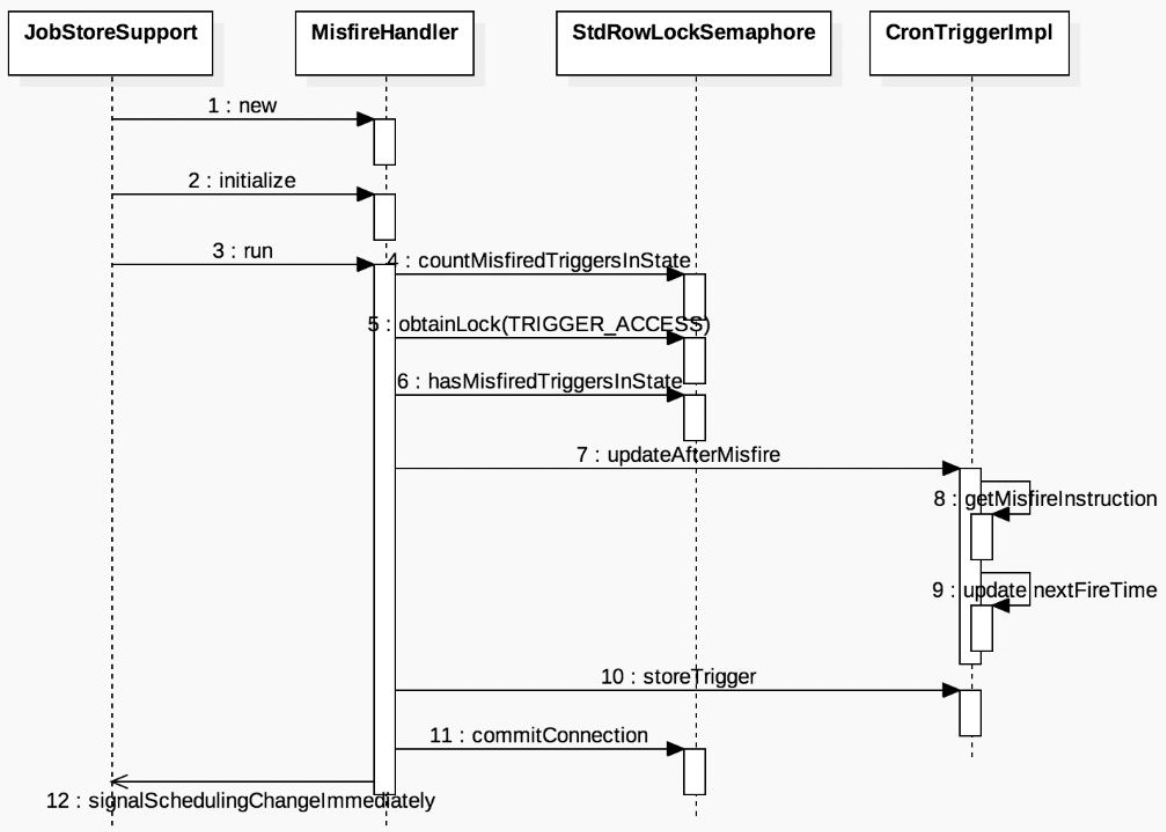 JobStoreSupport
MisfireHandler
StdRowLockSemaphore
CronTriggerImpl
1 : new
2 : initialize
3 : run
4 : countMisfiredTriggersInState
5 : obtainLock(TRIGGER_ACCESS)
6 : hasMisfiredTriggersInState
7 : updateAfterMisfire
8 : getMisfireInstruction
9 : update nextFireTime
10 : storeTrigger
11 : commitConnection
12 : signalSchedulingChangeImmediately